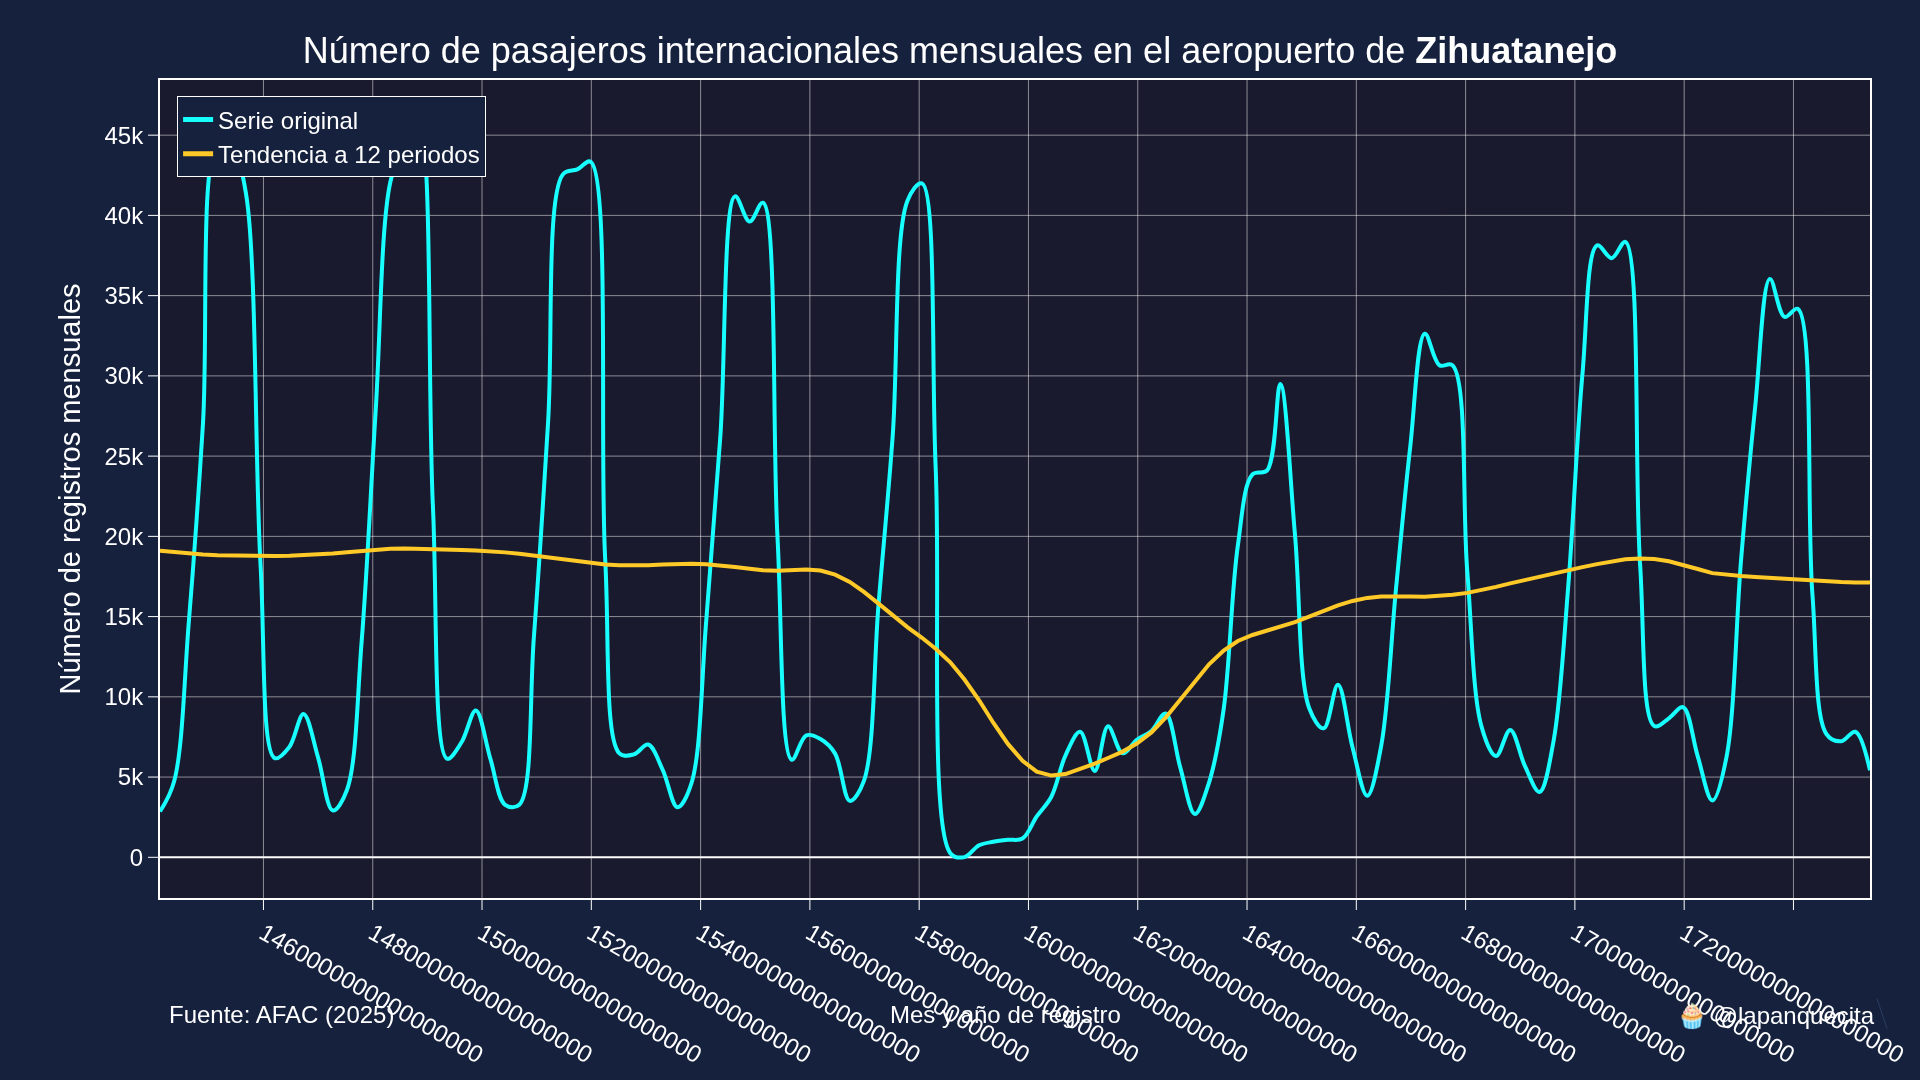 Número de pasajeros internacionales mensuales en el aeropuerto de Zihuatanejo
Serie original
Tendencia a 12 periodos
Número de registros mensuales
45k
40k
35k
30k
25k
20k
15k
10k
5k
0
1460000000000000000
1480000000000000000
1500000000000000000
1520000000000000000
1540000000000000000
1560000000000000000
1580000000000000000
1600000000000000000
1620000000000000000
1640000000000000000
1660000000000000000
1680000000000000000
1700000000000000000
1720000000000000000
Fuente: AFAC (2025)
Mes y año de registro
🧁 @lapanquecita